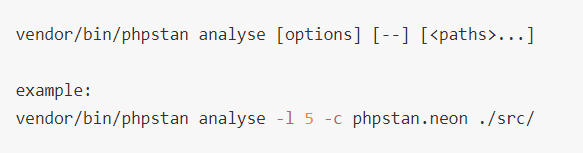 vendor/bin/phpstan analyse [options] [--] [<paths>...]
example:
vendor/bin/phpstan analyse -l 5 -c phpstan.neon ./src/